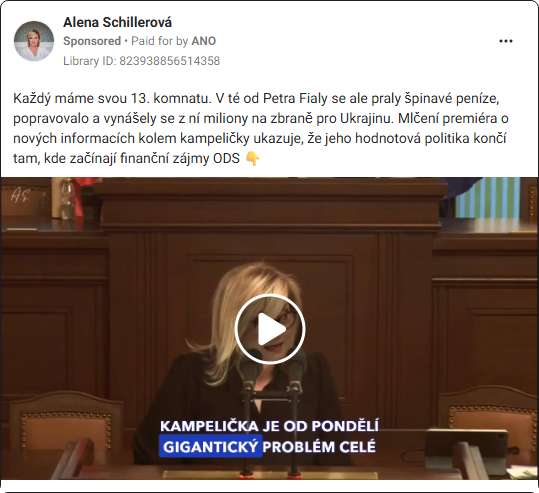 Alena Schillerová
Sponsored • Paid for by ANO
Library ID: 823938856514358
Každý máme svou 13. komnatu. V té od Petra Fialy se ale praly špinavé peníze,
popravovalo a vynášely se z ní miliony na zbraně pro Ukrajinu. Mlčení premiéra o
nových informacích kolem kampeličky ukazuje, že jeho hodnotová politika končí
tam, kde začínají finanční zájmy ODS 👇
AS
KAMPELIČKA JE OD PONDĚLÍ
GIGANTICKÝ PROBLÉM CELÉ